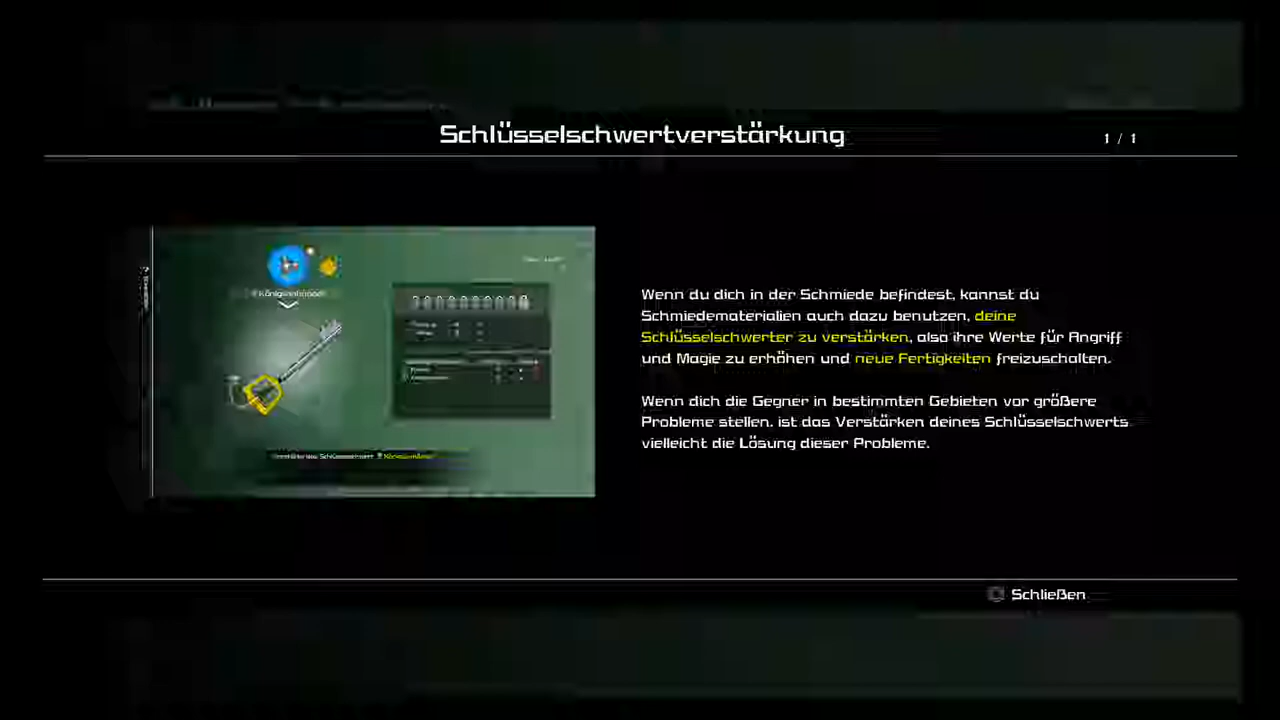 Schlüsselschwertverstärkung
1 / 1
Wenn du dich in der Schmiede befindest, kannst du
Schmiedematerialien auch dazu benutzen, deine
Schlüsselschwerter zu verstärken, also ihre Werte für Angriff
und Magie zu erhöhen und neue Fertigkeiten freizuschalten.
Wenn dich die Gegner in bestimmten Gebieten vor größere
Probleme stellen, ist das Verstärken deines Schlüsselschwerts
vielleicht die Lösung dieser Probleme.
Schließen